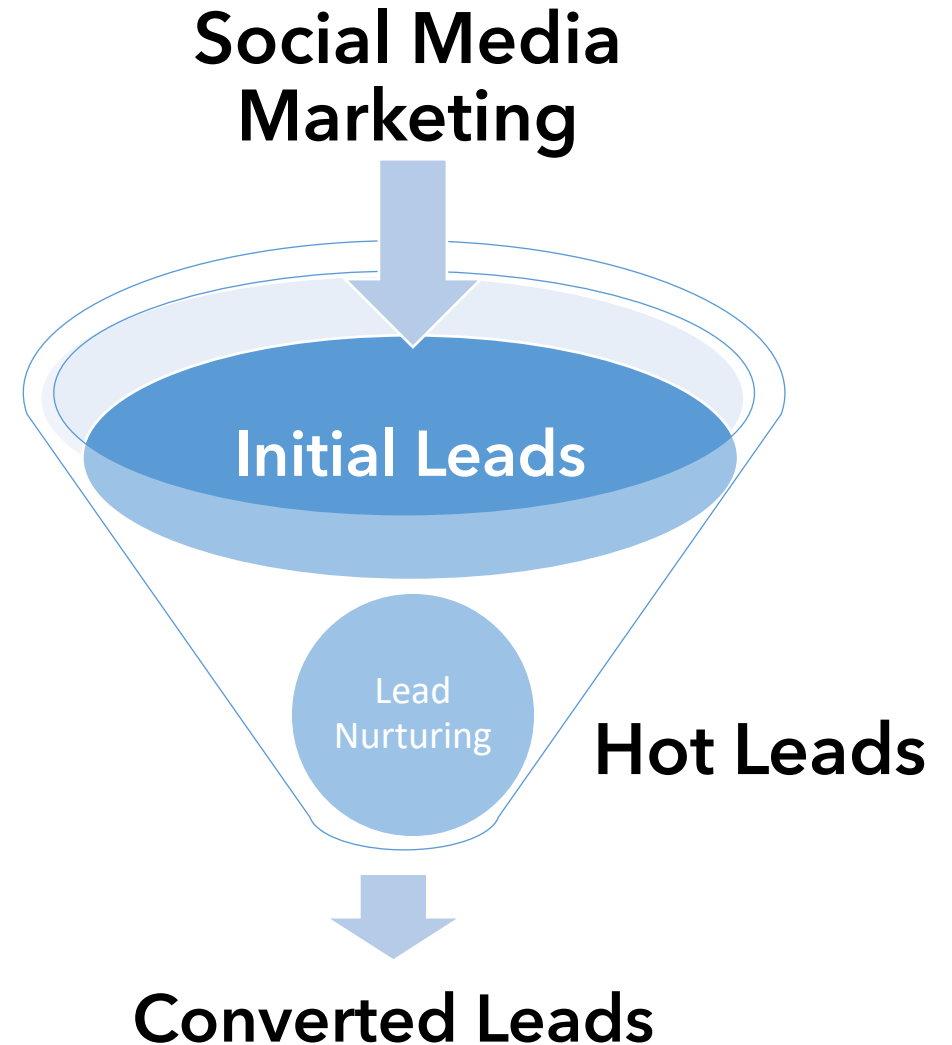 Social Media
Marketing
Initial Leads
Lead
Nurturing
Hot Leads
Converted Leads